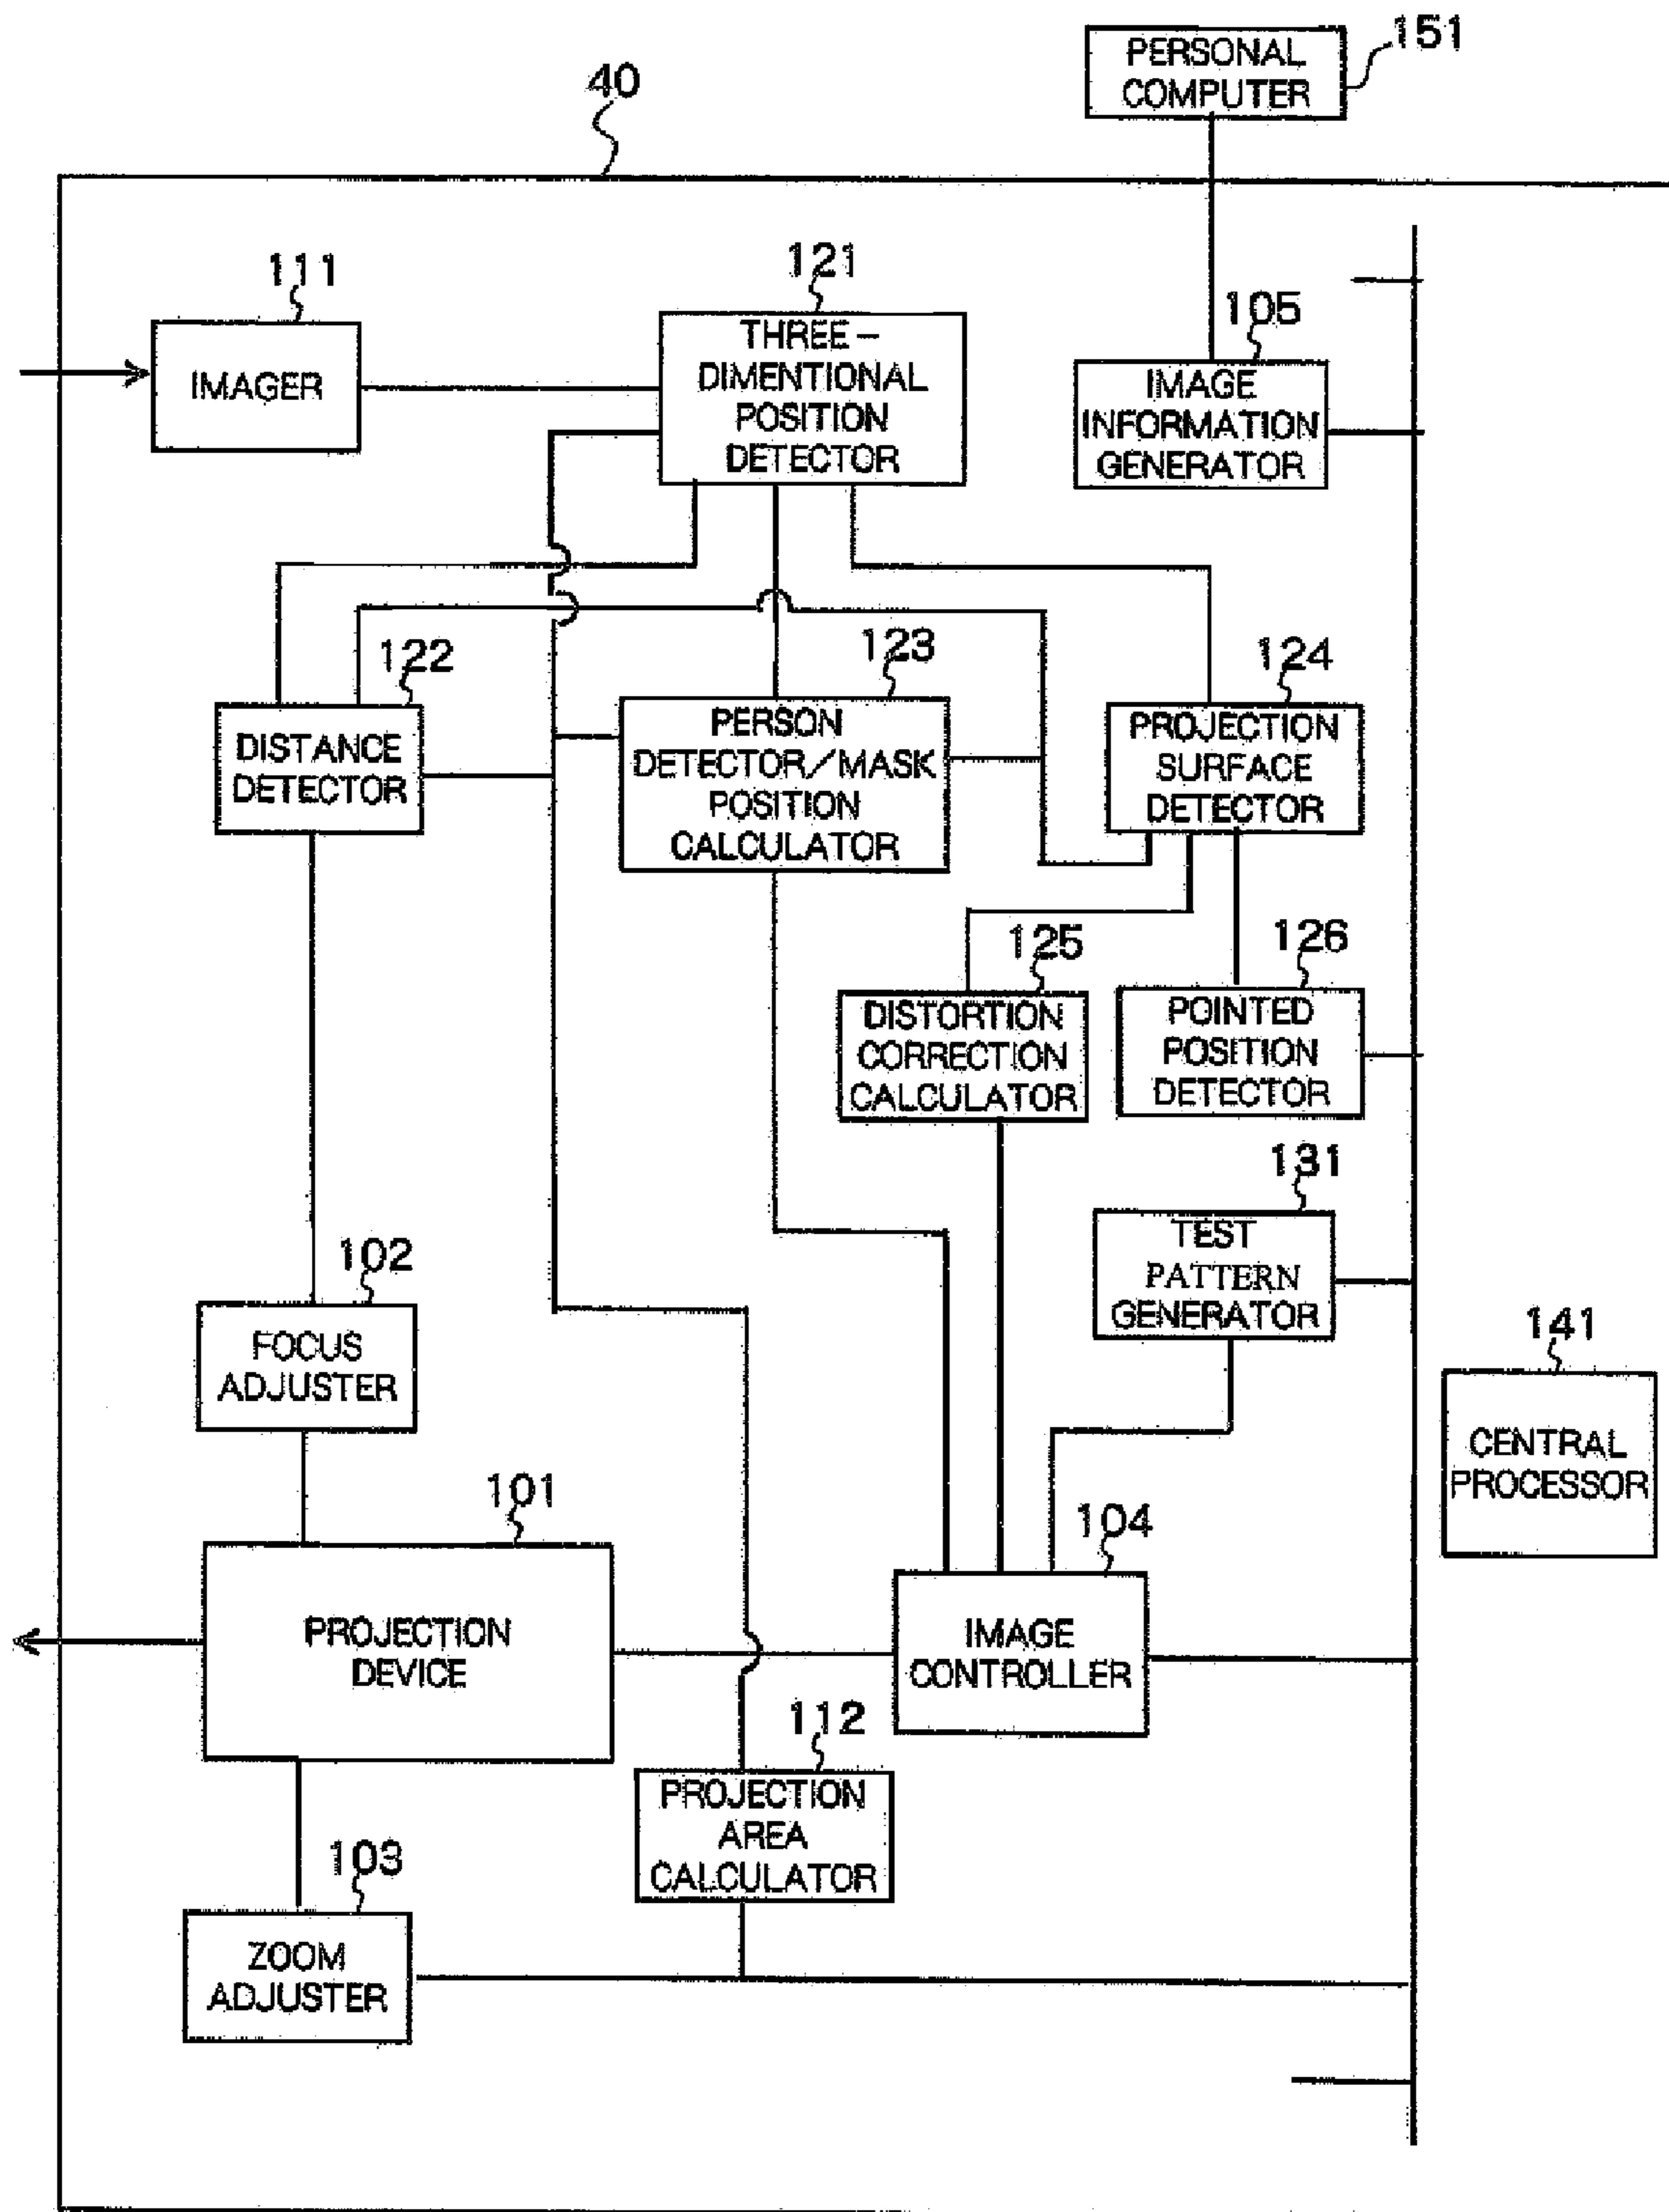 151
PERSONAL
COMPUTER
40
111
IMAGER
121
THREE-
DIMENTIONAL
POSITION
DETECTOR
105
IMAGE
INFORMATION
GENERATOR
122
DISTANCE
DETECTOR
123
PERSON
DETECTOR/MASK
POSITION
CALCULATOR
124
PROJECTION
SURFACE
DETECTOR
125
DISTORTION
CORRECTION
CALCULATOR
126
POINTED
POSITION
DETECTOR
131
TEST
PATTERN
GENERATOR
102
FOCUS
ADJUSTER
141
CENTRAL
PROCESSOR
101
PROJECTION
DEVICE
104
IMAGE
CONTROLLER
112
PROJECTION
AREA
CALCULATOR
103
ZOOM
ADJUSTER